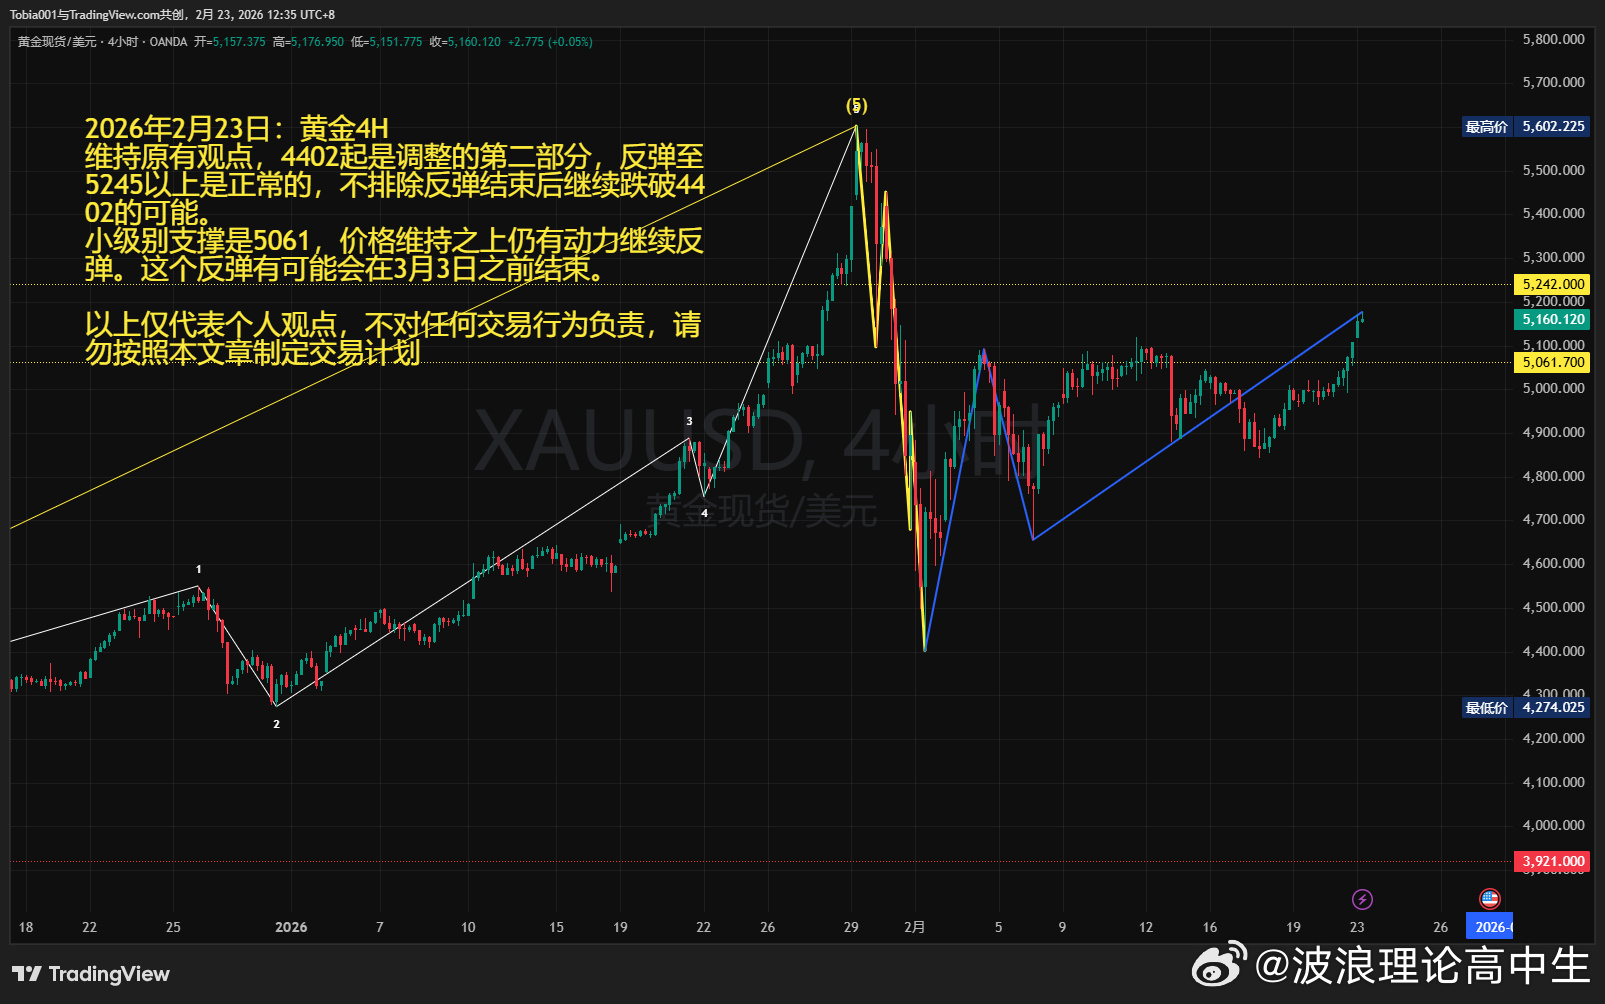 Tobia001与TradingView.com共创, 2月 23, 2026 12:35 UTC+8
黄金现货/美元 · 4小时 · OANDA 开=5,157.375 高=5,176.950 低=5,151.775 收=5,160.120 +2.775 (+0.05%)
2026年2月23日：黄金4H
维持原有观点，4402起是调整的第二部分，反弹至
5245以上是正常的，不排除反弹结束后继续跌破44
02的可能。
小级别支撑是5061，价格维持之上仍有动力继续反
弹。这个反弹有可能会在3月3日之前结束。
以上仅代表个人观点，不对任何交易行为负责，请
勿按照本文章制定交易计划
(5)
1
2
3
4
XAUUSD, 4小时
黄金现货/美元
5,800.000
5,700.000
最高价 5,602.225
5,500.000
5,400.000
5,300.000
5,242.000
5,200.000
5,160.120
5,100.000
5,061.700
5,000.000
4,900.000
4,800.000
4,700.000
4,600.000
4,500.000
4,400.000
4,300.000
最低价 4,274.025
4,200.000
4,100.000
4,000.000
3,921.000
18 22 25 2026 7 10 15 19 22 26 29 2月 5 9 12 16 19 23 26 2026-0
TradingView
@波浪理论高中生